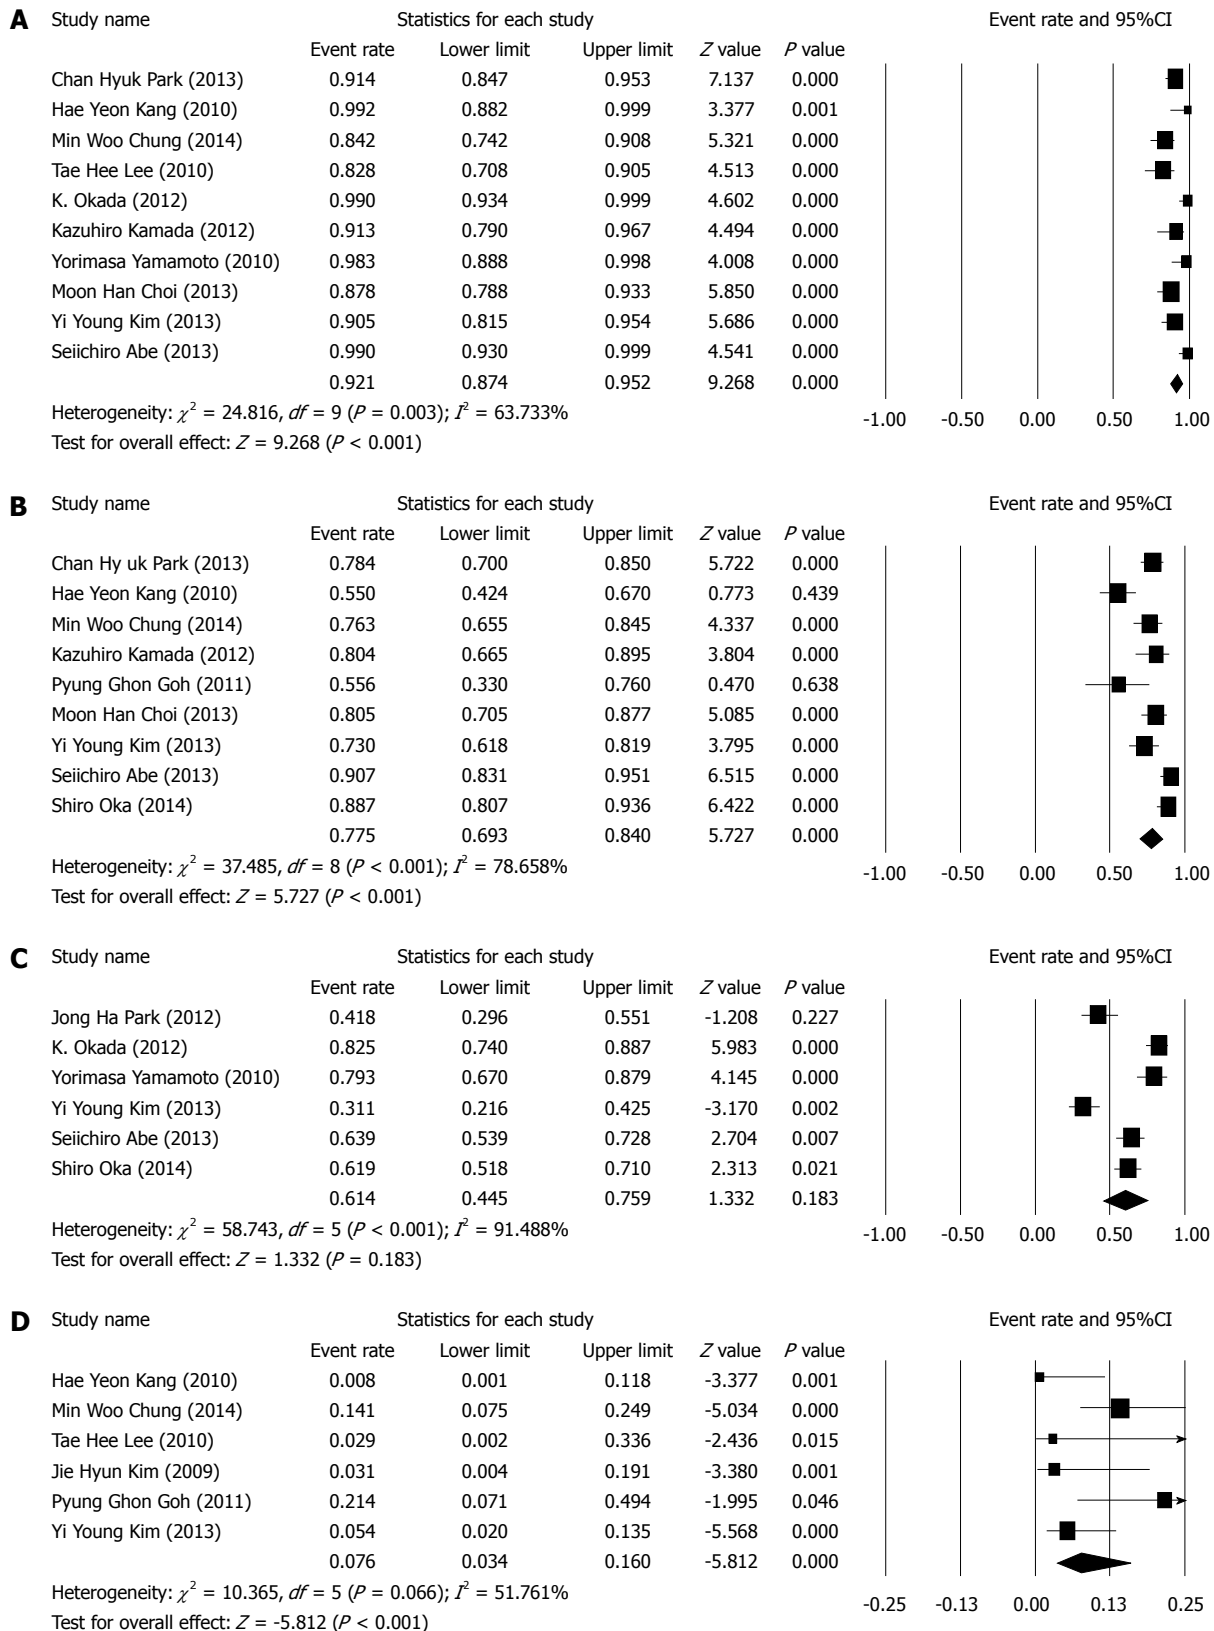 A Study name Statistics for each study Event rate and 95%CI
Event rate Lower limit Upper limit Z value P value
Chan Hyuk Park (2013) 0.914 0.847 0.953 7.137 0.000
Hae Yeon Kang (2010) 0.992 0.882 0.999 3.377 0.001
Min Woo Chung (2014) 0.842 0.742 0.908 5.321 0.000
Tae Hee Lee (2010) 0.828 0.708 0.905 4.513 0.000
K. Okada (2012) 0.990 0.934 0.999 4.602 0.000
Kazuhiro Kamada (2012) 0.913 0.790 0.967 4.494 0.000
Yorimasa Yamamoto (2010) 0.983 0.888 0.998 4.008 0.000
Moon Han Choi (2013) 0.878 0.788 0.933 5.850 0.000
Yi Young Kim (2013) 0.905 0.815 0.954 5.686 0.000
Seiichiro Abe (2013) 0.990 0.930 0.999 4.541 0.000
0.921 0.874 0.952 9.268 0.000
Heterogeneity: χ² = 24.816, df = 9 (P = 0.003); I² = 63.733%
-1.00 -0.50 0.00 0.50 1.00
Test for overall effect: Z = 9.268 (P < 0.001)
B Study name Statistics for each study Event rate and 95%CI
Event rate Lower limit Upper limit Z value P value
Chan Hy uk Park (2013) 0.784 0.700 0.850 5.722 0.000
Hae Yeon Kang (2010) 0.550 0.424 0.670 0.773 0.439
Min Woo Chung (2014) 0.763 0.655 0.845 4.337 0.000
Kazuhiro Kamada (2012) 0.804 0.665 0.895 3.804 0.000
Pyung Ghon Goh (2011) 0.556 0.330 0.760 0.470 0.638
Moon Han Choi (2013) 0.805 0.705 0.877 5.085 0.000
Yi Young Kim (2013) 0.730 0.618 0.819 3.795 0.000
Seiichiro Abe (2013) 0.907 0.831 0.951 6.515 0.000
Shiro Oka (2014) 0.887 0.807 0.936 6.422 0.000
0.775 0.693 0.840 5.727 0.000
Heterogeneity: χ² = 37.485, df = 8 (P < 0.001); I² = 78.658%
-1.00 -0.50 0.00 0.50 1.00
Test for overall effect: Z = 5.727 (P < 0.001)
C Study name Statistics for each study Event rate and 95%CI
Event rate Lower limit Upper limit Z value P value
Jong Ha Park (2012) 0.418 0.296 0.551 -1.208 0.227
K. Okada (2012) 0.825 0.740 0.887 5.983 0.000
Yorimasa Yamamoto (2010) 0.793 0.670 0.879 4.145 0.000
Yi Young Kim (2013) 0.311 0.216 0.425 -3.170 0.002
Seiichiro Abe (2013) 0.639 0.539 0.728 2.704 0.007
Shiro Oka (2014) 0.619 0.518 0.710 2.313 0.021
0.614 0.445 0.759 1.332 0.183
Heterogeneity: χ² = 58.743, df = 5 (P < 0.001); I² = 91.488%
-1.00 -0.50 0.00 0.50 1.00
Test for overall effect: Z = 1.332 (P = 0.183)
D Study name Statistics for each study Event rate and 95%CI
Event rate Lower limit Upper limit Z value P value
Hae Yeon Kang (2010) 0.008 0.001 0.118 -3.377 0.001
Min Woo Chung (2014) 0.141 0.075 0.249 -5.034 0.000
Tae Hee Lee (2010) 0.029 0.002 0.336 -2.436 0.015
Jie Hyun Kim (2009) 0.031 0.004 0.191 -3.380 0.001
Pyung Ghon Goh (2011) 0.214 0.071 0.494 -1.995 0.046
Yi Young Kim (2013) 0.054 0.020 0.135 -5.568 0.000
0.076 0.034 0.160 -5.812 0.000
Heterogeneity: χ² = 10.365, df = 5 (P = 0.066); I² = 51.761%
-0.25 -0.13 0.00 0.13 0.25
Test for overall effect: Z = -5.812 (P < 0.001)